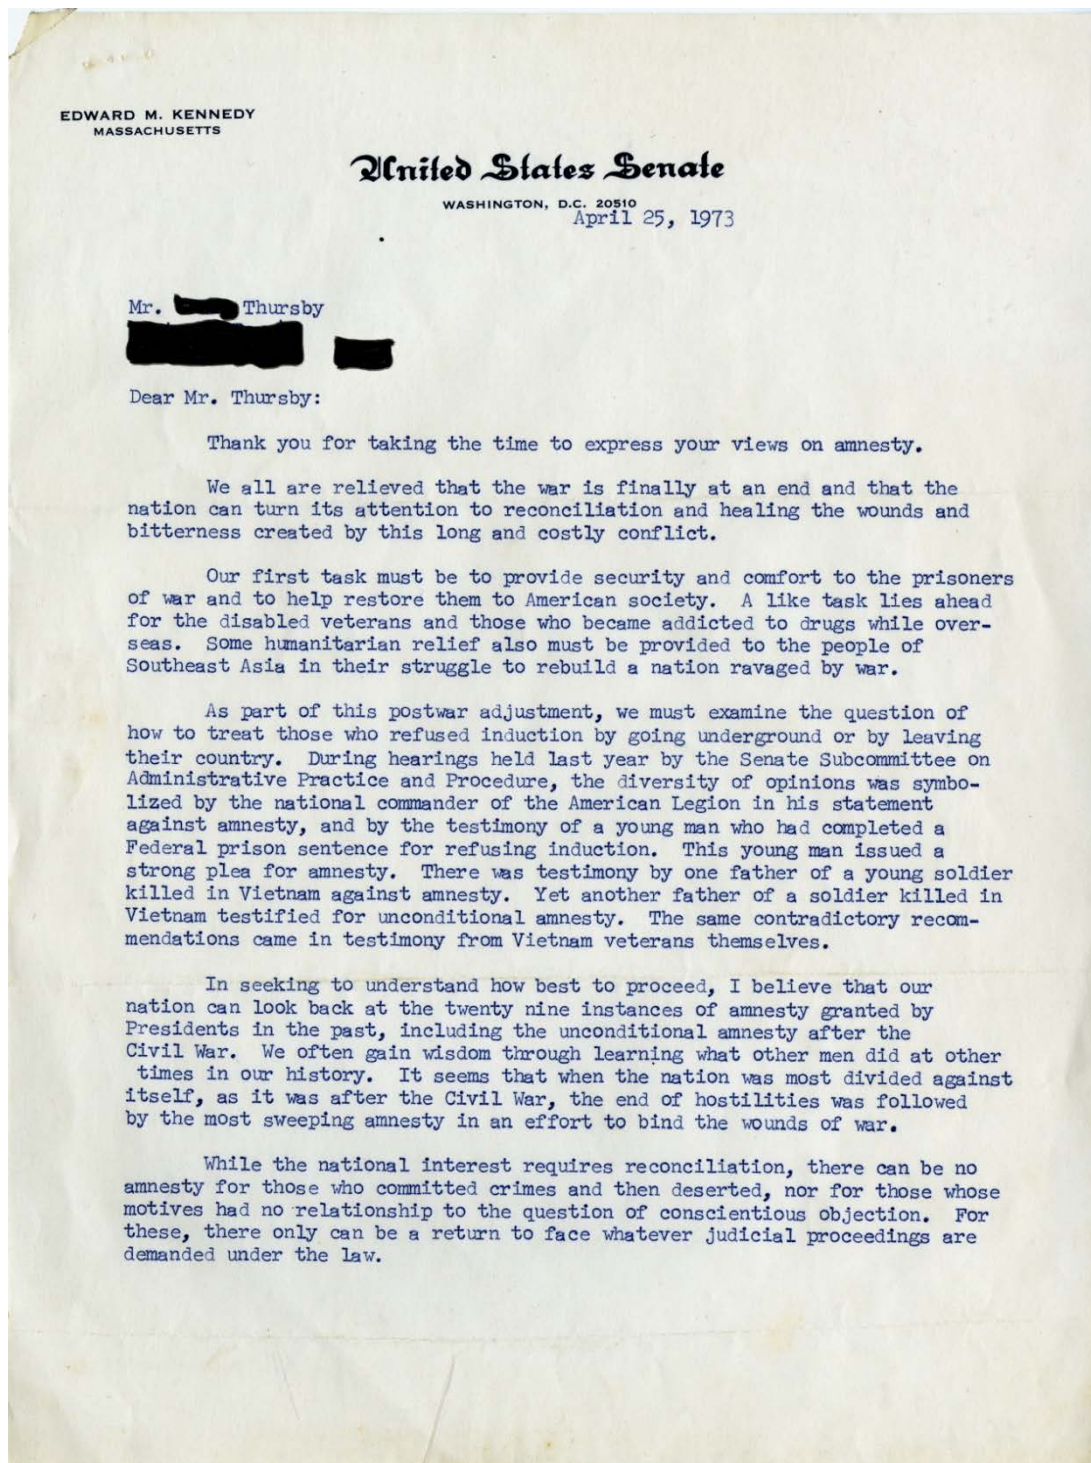 EDWARD M. KENNEDY
MASSACHUSETTS
United States Senate
WASHINGTON, D.C. 20510
April 25, 1973
Mr. Thursby
Dear Mr. Thursby:
Thank you for taking the time to express your views on amnesty.
We all are relieved that the war is finally at an end and that the
nation can turn its attention to reconciliation and healing the wounds and
bitterness created by this long and costly conflict.
Our first task must be to provide security and comfort to the prisoners
of war and to help restore them to American society. A like task lies ahead
for the disabled veterans and those who became addicted to drugs while over-
seas. Some humanitarian relief also must be provided to the people of
Southeast Asia in their struggle to rebuild a nation ravaged by war.
As part of this postwar adjustment, we must examine the question of
how to treat those who refused induction by going underground or by leaving
their country. During hearings held last year by the Senate Subcommittee on
Administrative Practice and Procedure, the diversity of opinions was symbo-
lized by the national commander of the American Legion in his statement
against amnesty, and by the testimony of a young man who had completed a
Federal prison sentence for refusing induction. This young man issued a
strong plea for amnesty. There was testimony by one father of a young soldier
killed in Vietnam against amnesty. Yet another father of a soldier killed in
Vietnam testified for unconditional amnesty. The same contradictory recom-
mendations came in testimony from Vietnam veterans themselves.
In seeking to understand how best to proceed, I believe that our
nation can look back at the twenty nine instances of amnesty granted by
Presidents in the past, including the unconditional amnesty after the
Civil War. We often gain wisdom through learning what other men did at other
times in our history. It seems that when the nation was most divided against
itself, as it was after the Civil War, the end of hostilities was followed
by the most sweeping amnesty in an effort to bind the wounds of war.
While the national interest requires reconciliation, there can be no
amnesty for those who committed crimes and then deserted, nor for those whose
motives had no relationship to the question of conscientious objection. For
these, there only can be a return to face whatever judicial proceedings are
demanded under the law.